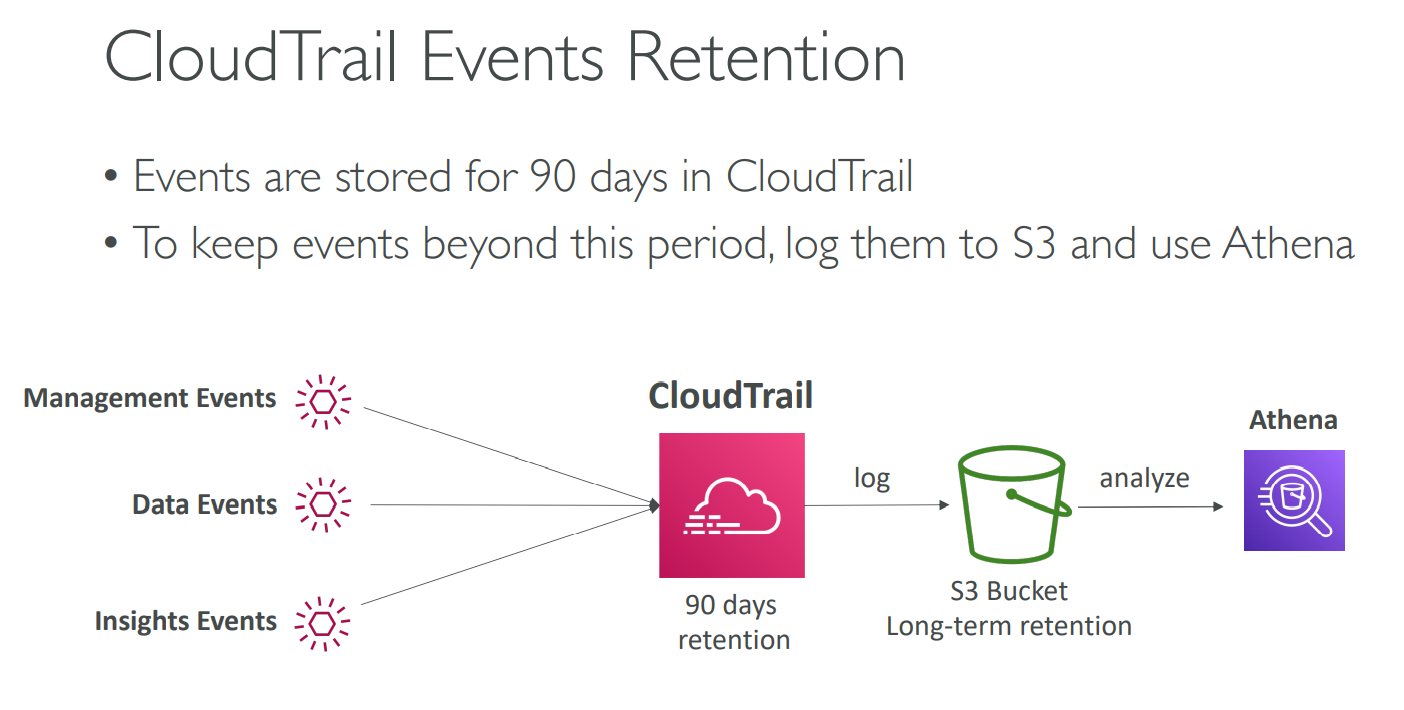 CloudTrail Events Retention
• Events are stored for 90 days in CloudTrail
• To keep events beyond this period, log them to S3 and use Athena
Management Events
Data Events
Insights Events
CloudTrail
90 days
retention
log
S3 Bucket
Long-term retention
analyze
Athena